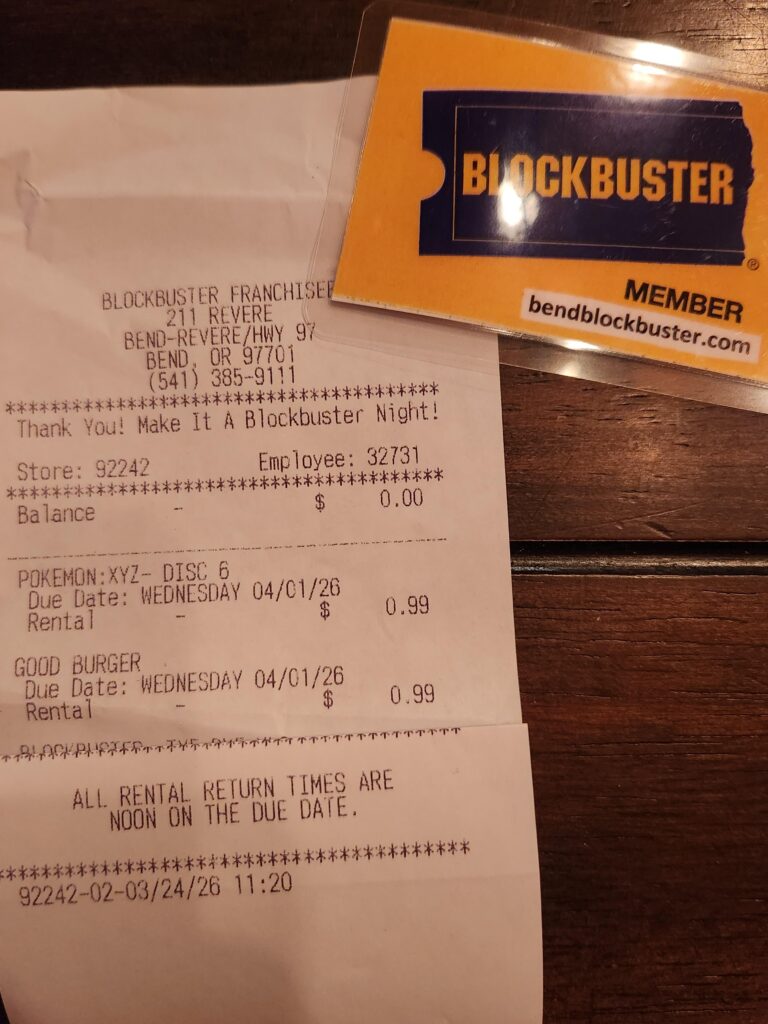 BLOCKBUSTER
®
MEMBER
bendblockbuster.com
BLOCKBUSTER FRANCHISEE
211 REVERE
BEND-REVERE/HWY 97
BEND, OR 97701
(541) 385-9111
****************************************
Thank You! Make It A Blockbuster Night!
Store: 92242 Employee: 32731
****************************************
Balance - $ 0.00
POKEMON:XYZ- DISC 6
Due Date: WEDNESDAY 04/01/26
Rental - $ 0.99
GOOD BURGER
Due Date: WEDNESDAY 04/01/26
Rental - $ 0.99
****************************************
ALL RENTAL RETURN TIMES ARE
NOON ON THE DUE DATE.
****************************************
92242-02-03/24/26 11:20